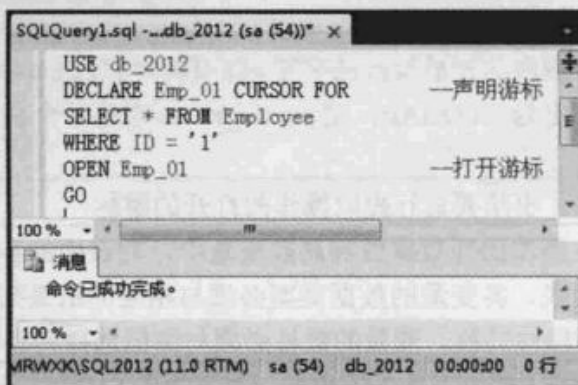 SQLQuery1.sql -...db_2012 (sa (54))* ×
USE db_2012
DECLARE Emp_01 CURSOR FOR --声明游标
SELECT * FROM Employee
WHERE ID = '1'
OPEN Emp_01 --打开游标
GO
100 %
消息
命令已成功完成。
100 %
MRWXK\SQL2012 (11.0 RTM) sa (54) db_2012 00:00:00 0 行